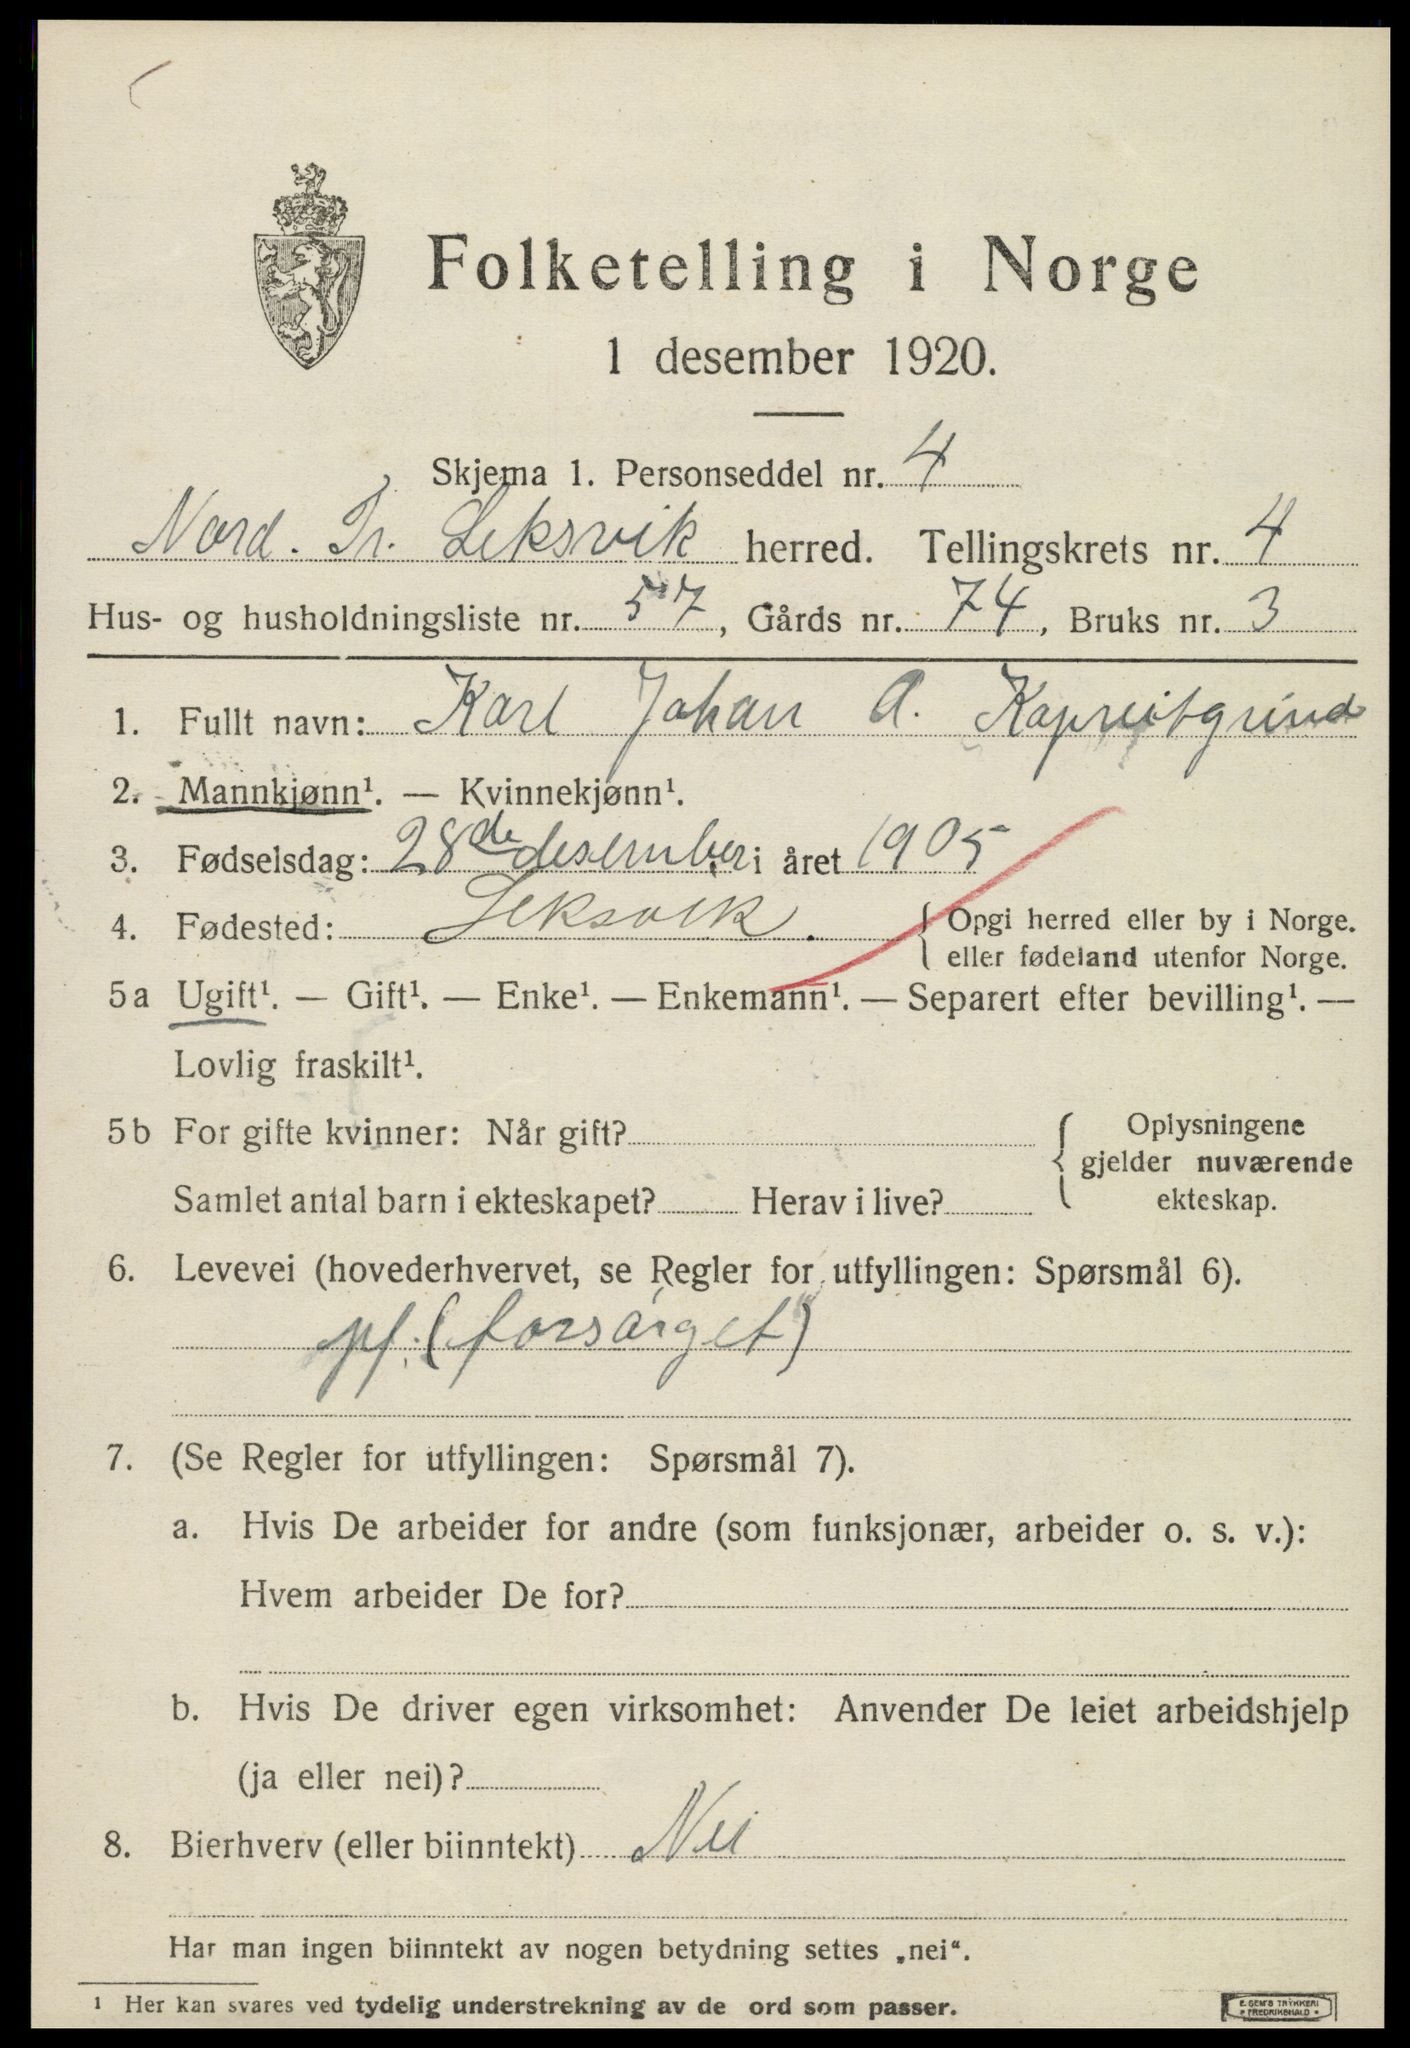 Folketelling i Norge
1 desember 1920.
Skjema 1. Personseddel nr. 4
Nord. Tr. Leksvik herred. Tellingskrets nr. 4
Hus- og husholdningsliste nr. 57, Gårds nr. 74, Bruks nr. 3
1. Fullt navn: Karl Johan A.
2. Mannkjønn¹. — Kvinnekjønn¹.
3. Fødselsdag: 28de desember i året 1905
4. Fødested: Leksvik. { Opgi herred eller by i Norge.
eller fødeland utenfor Norge.
5a Ugift¹. — Gift¹. — Enke¹. — Enkemann¹. — Separert efter bevilling¹. —
Lovlig fraskilt¹.
5b For gifte kvinner: Når gift? { Oplysningene
gjelder nuværende
Samlet antal barn i ekteskapet? Herav i live? ekteskap.
6. Levevei (hovederhvervet, se Regler for utfyllingen: Spørsmål 6).
pf. (forsørget)
7. (Se Regler for utfyllingen: Spørsmål 7).
a. Hvis De arbeider for andre (som funksjonær, arbeider o. s. v.):
Hvem arbeider De for?
b. Hvis De driver egen virksomhet: Anvender De leiet arbeidshjelp
(ja eller nei)?
8. Bierhverv (eller biinntekt) Nei
Har man ingen biinntekt av nogen betydning settes „nei“.
1 Her kan svares ved tydelig understrekning av de ord som passer.
E. SEM'S TRYKKERI
• FREDRIKSHALD •